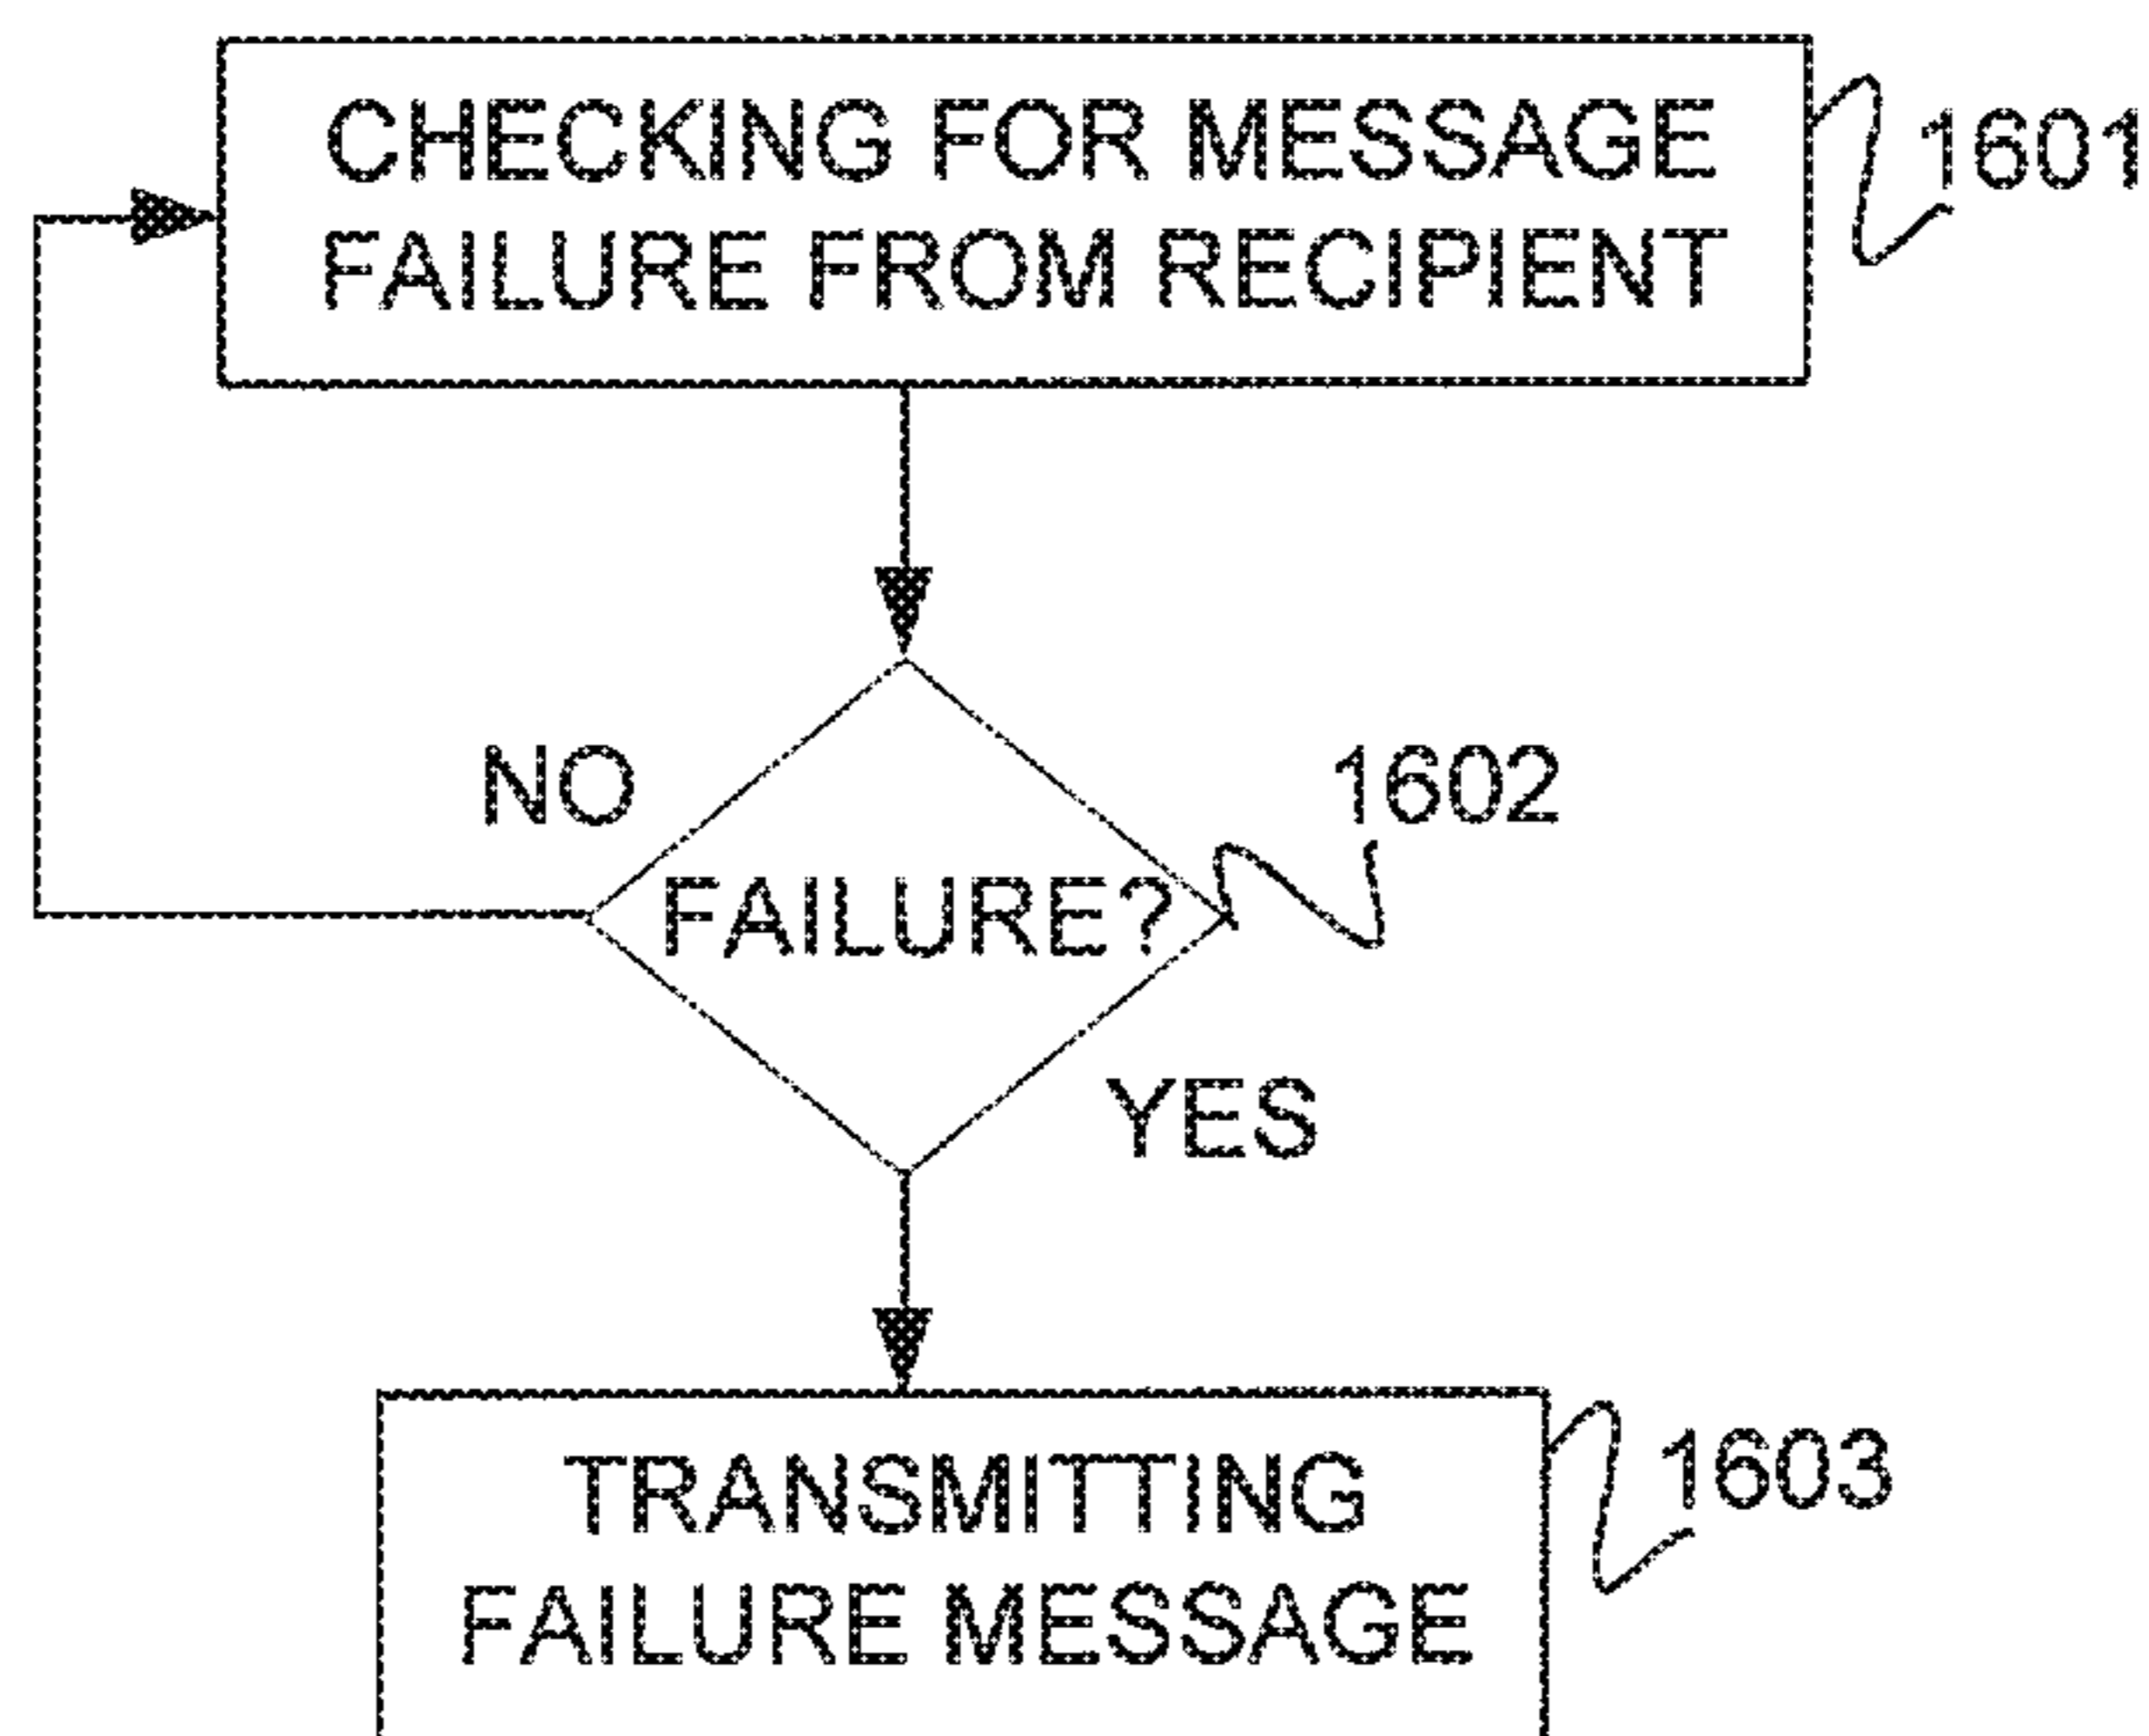 CHECKING FOR MESSAGE
FAILURE FROM RECIPIENT
1601
NO
1602
FAILURE?
YES
TRANSMITTING
FAILURE MESSAGE
1603